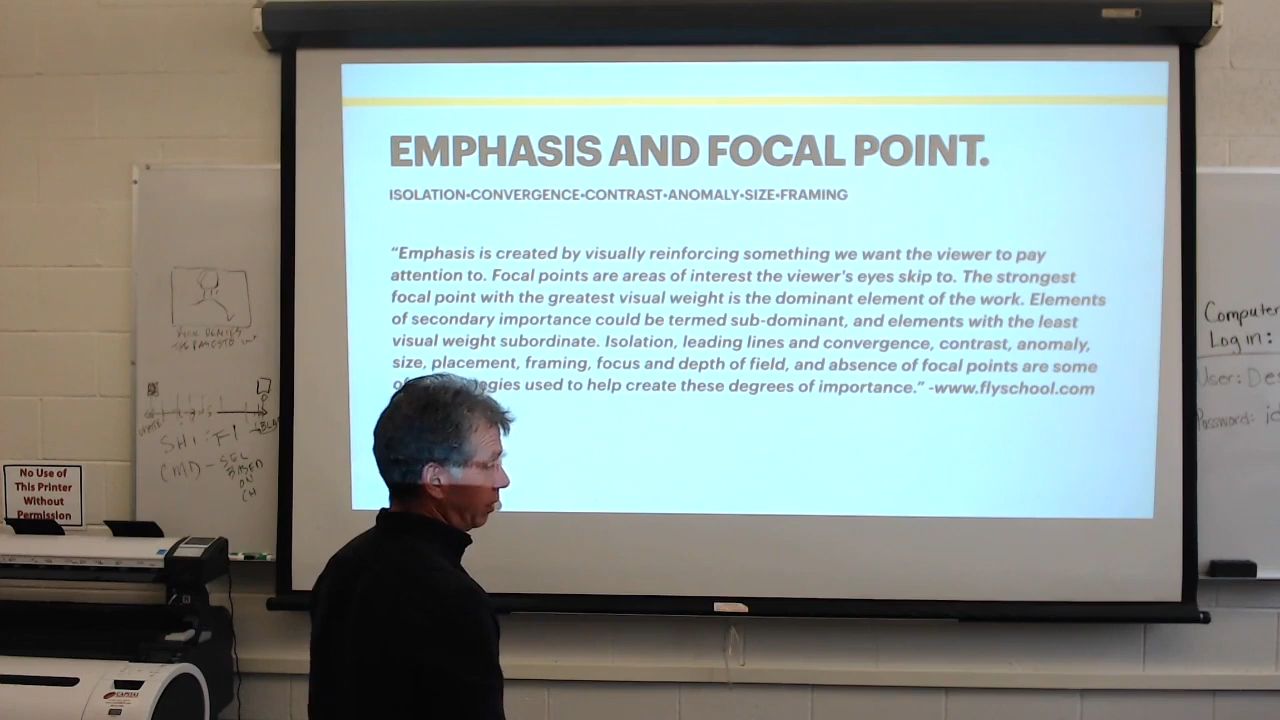 EMPHASIS AND FOCAL POINT.
ISOLATION•CONVERGENCE•CONTRAST•ANOMALY•SIZE•FRAMING
“Emphasis is created by visually reinforcing something we want the viewer to pay
attention to. Focal points are areas of interest the viewer's eyes skip to. The strongest
focal point with the greatest visual weight is the dominant element of the work. Elements
of secondary importance could be termed sub-dominant, and elements with the least
visual weight subordinate. Isolation, leading lines and convergence, contrast, anomaly,
size, placement, framing, focus and depth of field, and absence of focal points are some
used to help create these degrees of importance.” -www.flyschool.com
CMD - SEL
BASED
ON
No Use of
This Printer
Without
Permission
CAPITAL
Computer
Log in:
User: De
Password: